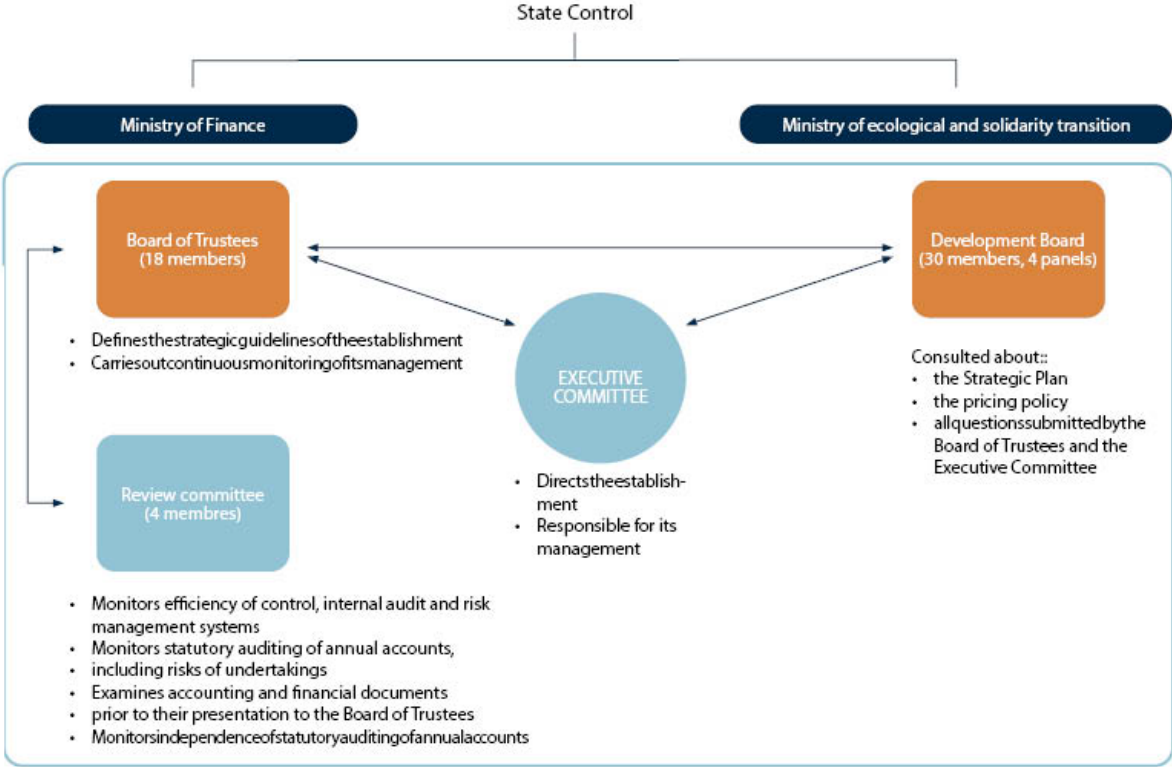 State Control
Ministry of Finance
Ministry of ecological and solidarity transition
Board of Trustees
(18 members)
Development Board
(30 members, 4 panels)
• Definesthestrategicguidelinesoftheestablishment
• Carriesoutcontinuousmonitoringofitsmanagement
EXECUTIVE
COMMITTEE
Consulted about::
• the Strategic Plan
• the pricing policy
• allquestionssubmittedbythe
Board of Trustees and the
Executive Committee
Review committee
(4 membres)
• Directstheestablish-
ment
• Responsible for its
management
• Monitors efficiency of control, internal audit and risk
management systems
• Monitors statutory auditing of annual accounts,
• including risks of undertakings
• Examines accounting and financial documents
• prior to their presentation to the Board of Trustees
• Monitorsindependenceofstatutoryauditingofannualaccounts